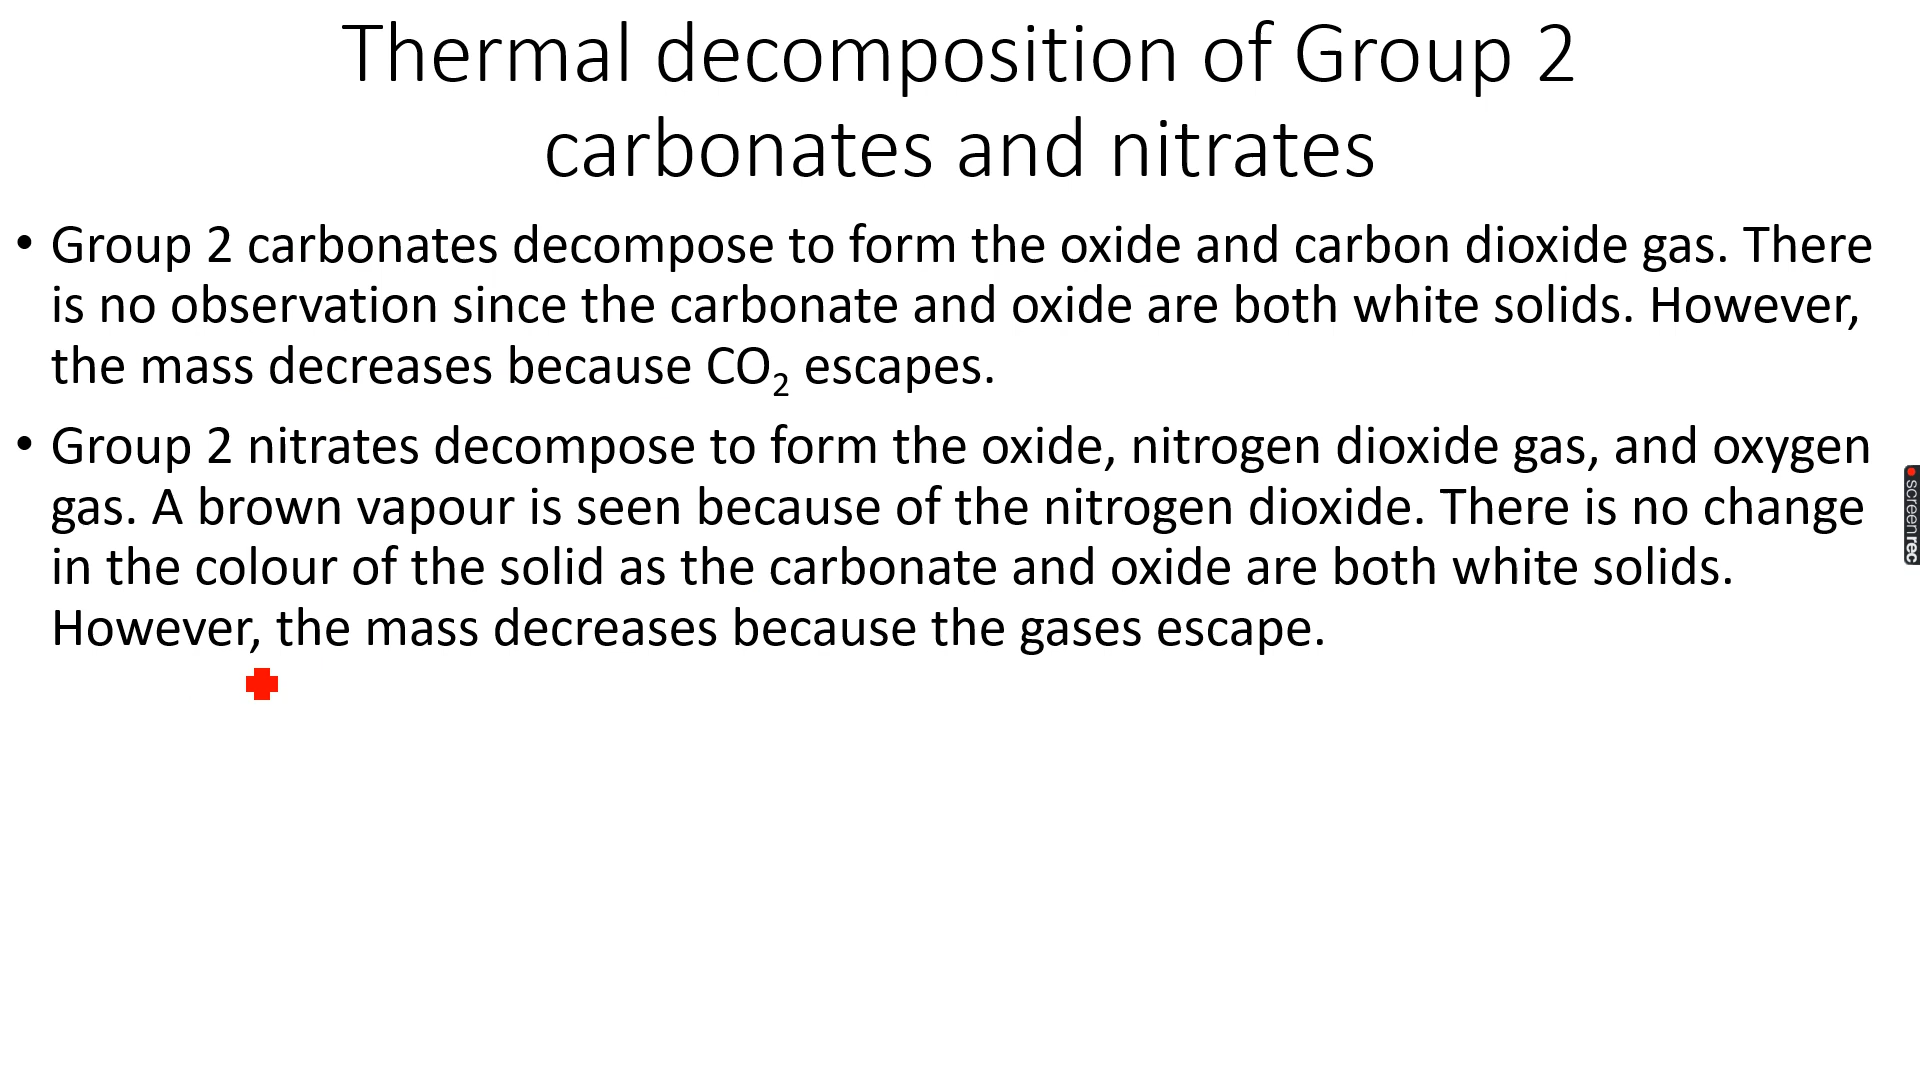 Thermal decomposition of Group 2
carbonates and nitrates
• Group 2 carbonates decompose to form the oxide and carbon dioxide gas. There
is no observation since the carbonate and oxide are both white solids. However,
the mass decreases because CO₂ escapes.
• Group 2 nitrates decompose to form the oxide, nitrogen dioxide gas, and oxygen
gas. A brown vapour is seen because of the nitrogen dioxide. There is no change
in the colour of the solid as the carbonate and oxide are both white solids.
However, the mass decreases because the gases escape.
screenrec